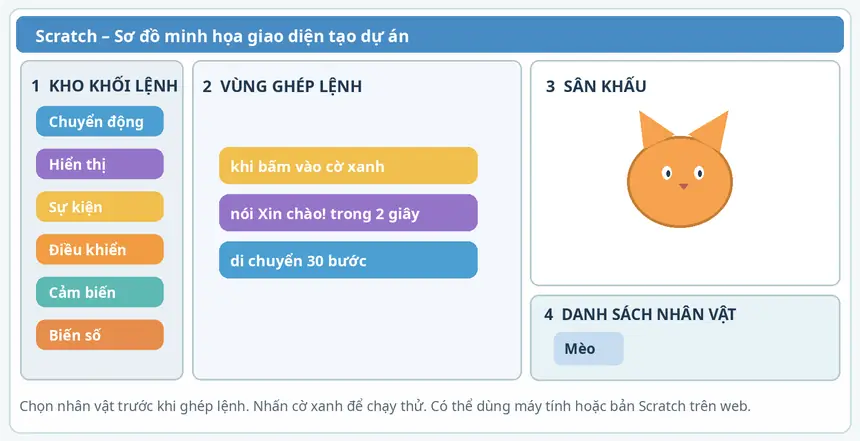 Scratch – Sơ đồ minh họa giao diện tạo dự án
1 KHO KHỐI LỆNH
Chuyển động
Hiển thị
Sự kiện
Điều khiển
Cảm biến
Biến số
2 VÙNG GHÉP LỆNH
khi bấm vào cờ xanh
nói Xin chào! trong 2 giây
di chuyển 30 bước
3 SÂN KHẤU
4 DANH SÁCH NHÂN VẬT
Mèo
Chọn nhân vật trước khi ghép lệnh. Nhấn cờ xanh để chạy thử. Có thể dùng máy tính hoặc bản Scratch trên web.